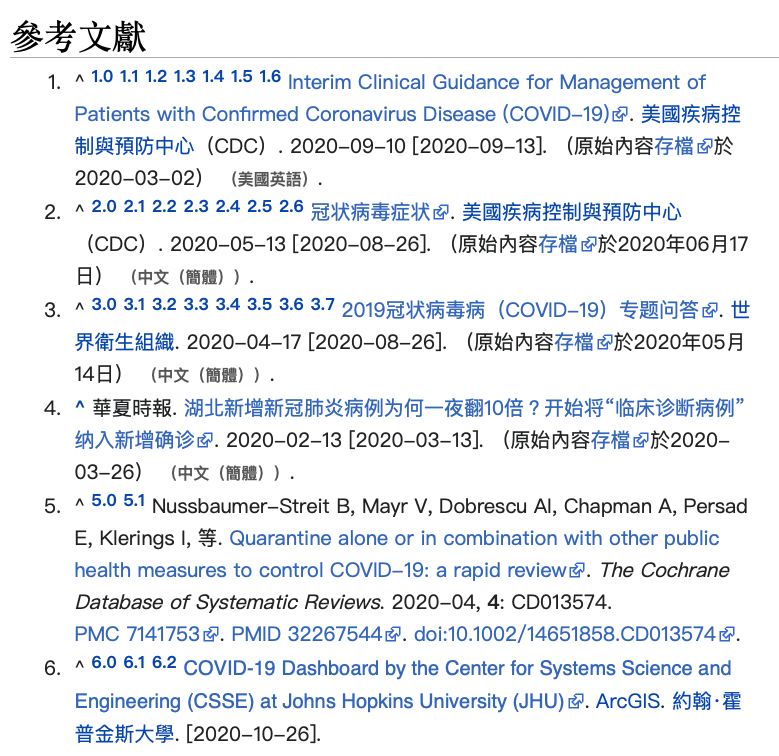 參考文獻
1. ^ 1.0 1.1 1.2 1.3 1.4 1.5 1.6 Interim Clinical Guidance for Management of
Patients with Confirmed Coronavirus Disease (COVID–19). 美國疾病控
制與預防中心（CDC）. 2020–09–10 [2020–09–13]. （原始內容存檔於
2020–03–02） （美國英語）.
2. ^ 2.0 2.1 2.2 2.3 2.4 2.5 2.6 冠状病毒症状. 美國疾病控制與預防中心
（CDC）. 2020–05–13 [2020–08–26]. （原始內容存檔於2020年06月17
日） （中文（簡體））.
3. ^ 3.0 3.1 3.2 3.3 3.4 3.5 3.6 3.7 2019冠状病毒病（COVID–19）专题问答. 世
界衛生組織. 2020–04–17 [2020–08–26]. （原始內容存檔於2020年05月
14日） （中文（簡體））.
4. ^ 華夏時報. 湖北新增新冠肺炎病例为何一夜翻10倍？开始将“临床诊断病例”
纳入新增确诊. 2020–02–13 [2020–03–13]. （原始內容存檔於2020–
03–26） （中文（簡體））.
5. ^ 5.0 5.1 Nussbaumer–Streit B, Mayr V, Dobrescu AI, Chapman A, Persad
E, Klerings I, 等. Quarantine alone or in combination with other public
health measures to control COVID–19: a rapid review. The Cochrane
Database of Systematic Reviews. 2020–04, 4: CD013574.
PMC 7141753. PMID 32267544. doi:10.1002/14651858.CD013574.
6. ^ 6.0 6.1 6.2 COVID-19 Dashboard by the Center for Systems Science and
Engineering (CSSE) at Johns Hopkins University (JHU). ArcGIS. 約翰·霍
普金斯大學. [2020–10–26].